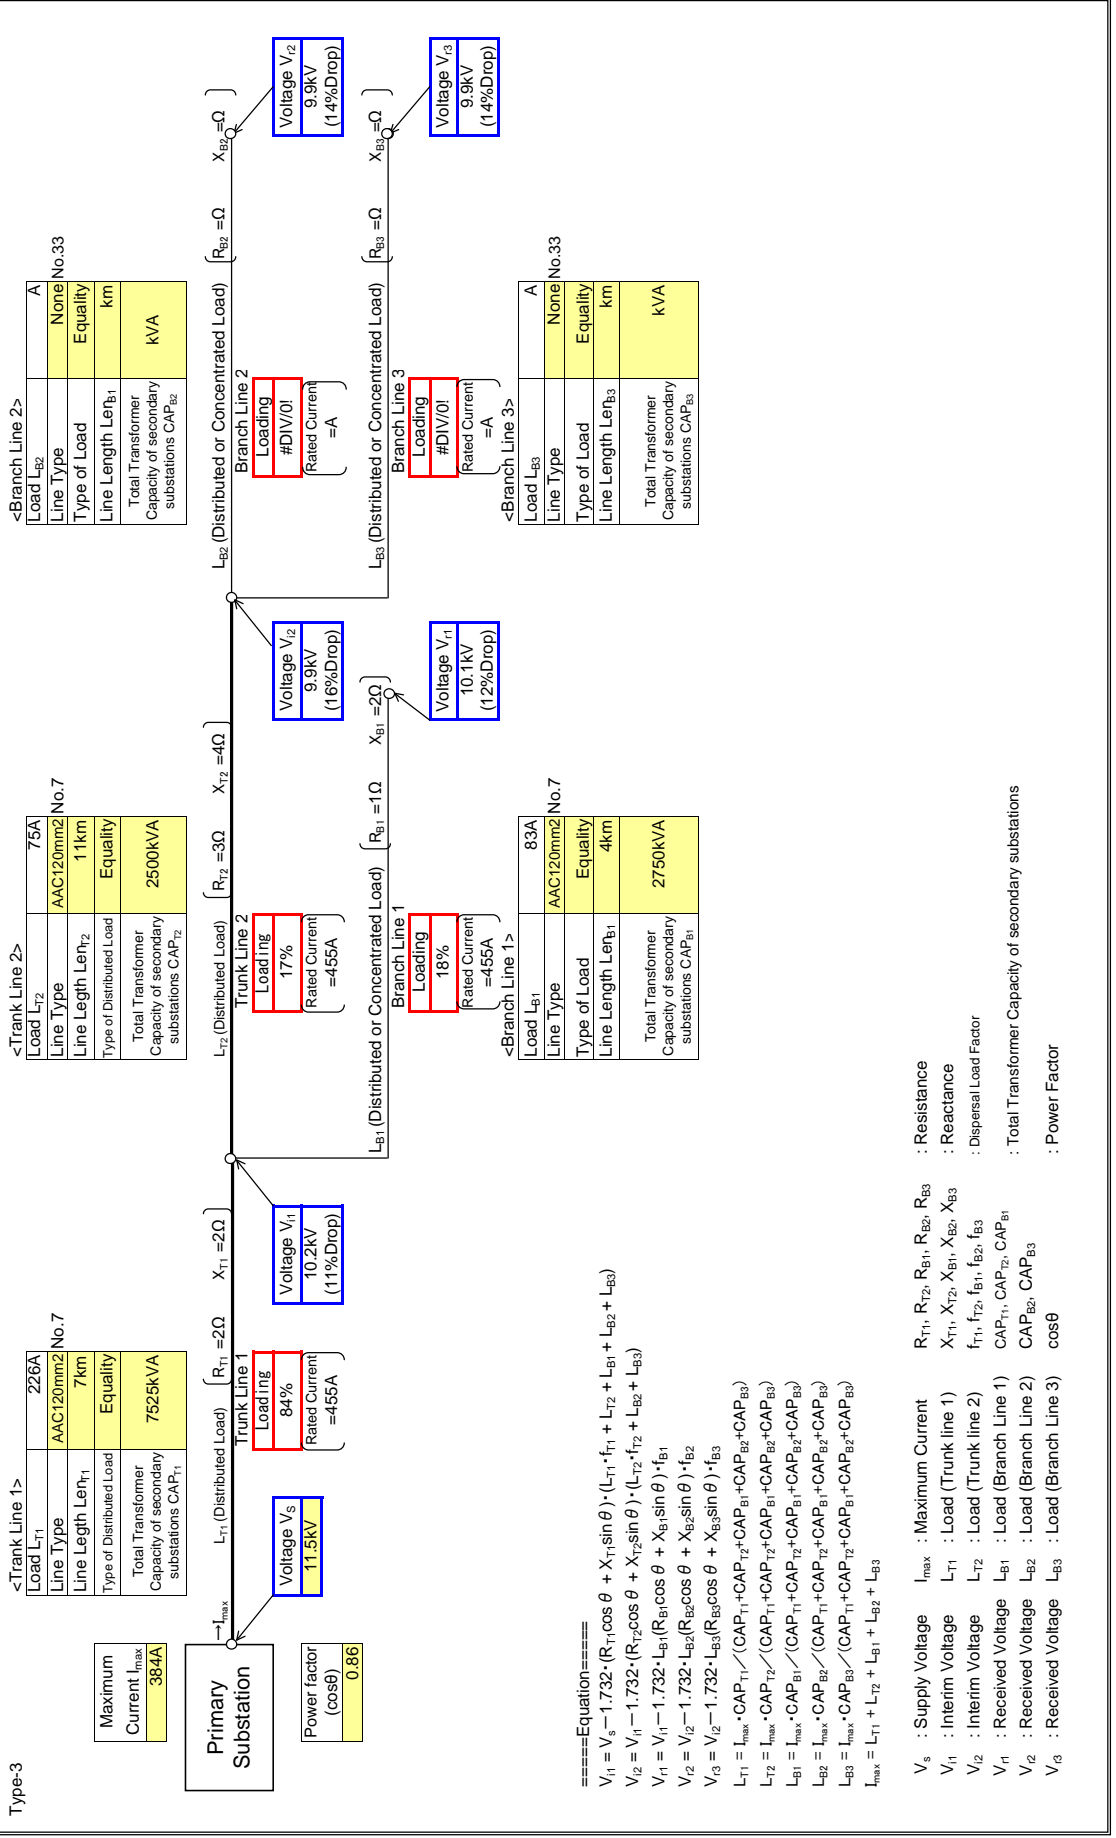 Type-3
Maximum
Current Imax
384A
Primary
Substation
Power factor
(cosθ)
0.86
→Imax
Voltage VS
11.5kV
<Trank Line 1>
Load LT1 226A
Line Type AAC120mm2 No.7
Line Length LenT1 7km
Type of Distributed Load Equality
Total Transformer
Capacity of secondary
substations CAPT1
7525kVA
LT1 (Distributed Load) RT1 =2Ω XT1 =2Ω
Trunk Line 1
Loading
84%
Rated Current
=455A
Voltage Vi1
10.2kV
(11%Drop)
<Trank Line 2>
Load LT2 75A
Line Type AAC120mm2 No.7
Line Legth LenT2 11km
Type of Distributed Load Equality
Total Transformer
Capacity of secondary
substations CAPT2
2500kVA
LT2 (Distributed Load) RT2 =3Ω XT2 =4Ω
Trunk Line 2
Loading
17%
Rated Current
=455A
Voltage Vi2
9.9kV
(16%Drop)
LB1 (Distributed or Concentrated Load) RB1 =1Ω XB1 =2Ω
Branch Line 1
Loading
18%
Rated Current
=455A
Voltage Vr1
10.1kV
(12%Drop)
<Branch Line 1>
Load LB1 83A
Line Type AAC120mm2 No.7
Type of Load Equality
Line Length LenB1 4km
Total Transformer
Capacity of secondary
substations CAPB1
2750kVA
<Branch Line 2>
Load LB2 A
Line Type None No.33
Type of Load Equality
Line Length LenB1 km
Total Transformer
Capacity of secondary
substations CAPB2
kVA
LB2 (Distributed or Concentrated Load) RB2 =Ω XB2 =Ω
Branch Line 2
Loading
#DIV/0!
Rated Current
=A
Voltage Vr2
9.9kV
(14%Drop)
LB3 (Distributed or Concentrated Load) RB3 =Ω XB3 =Ω
Branch Line 3
Loading
#DIV/0!
Rated Current
=A
Voltage Vr3
9.9kV
(14%Drop)
<Branch Line 3>
Load LB3 A
Line Type None No.33
Type of Load Equality
Line Length LenB3 km
Total Transformer
Capacity of secondary
substations CAPB3
kVA
=====Equation=====
Vi1 = Vs－1.732･(RT1cos θ + XT1sin θ)･(LT1･fT1 + LT2 + LB1 + LB2 + LB3)
Vi2 = Vi1－1.732･(RT2cos θ + XT2sin θ)･(LT2･fT2 + LB2 + LB3)
Vr1 = Vi1－1.732･LB1(RB1cos θ + XB1sin θ)･fB1
Vr2 = Vi2－1.732･LB2(RB2cos θ + XB2sin θ)･fB2
Vr3 = Vi2－1.732･LB3(RB3cos θ + XB3sin θ)･fB3
LT1 = Imax･CAPT1／(CAPT1+CAPT2+CAPB1+CAPB2+CAPB3)
LT2 = Imax･CAPT2／(CAPT1+CAPT2+CAPB1+CAPB2+CAPB3)
LB1 = Imax･CAPB1／(CAPT1+CAPT2+CAPB1+CAPB2+CAPB3)
LB2 = Imax･CAPB2／(CAPT1+CAPT2+CAPB1+CAPB2+CAPB3)
LB3 = Imax･CAPB3／(CAPT1+CAPT2+CAPB1+CAPB2+CAPB3)
Imax = LT1 + LT2 + LB1 + LB2 + LB3
Vs : Supply Voltage Imax : Maximum Current RT1, RT2, RB1, RB2, RB3 : Resistance
Vi1 : Interim Voltage LT1 : Load (Trunk line 1) XT1, XT2, XB1, XB2, XB3 : Reactance
Vi2 : Interim Voltage LT2 : Load (Trunk line 2) fT1, fT2, fB1, fB2, fB3 : Dispersal Load Factor
Vr1 : Received Voltage LB1 : Load (Branch Line 1) CAPT1, CAPT2, CAPB1 : Total Transformer Capacity of secondary substations
Vr2 : Received Voltage LB2 : Load (Branch Line 2) CAPB2, CAPB3
Vr3 : Received Voltage LB3 : Load (Branch Line 3) cosθ : Power Factor